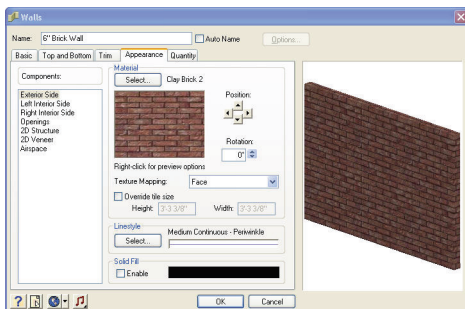 Walls
Name: 6" Brick Wall Auto Name Options...
Basic Top and Bottom Trim Appearance Quantity
Components:
Exterior Side
Left Interior Side
Right Interior Side
Openings
2D Structure
2D Veneer
Airspace
Material
Select... Clay Brick 2
Position:
Rotation:
0°
Right-click for preview options
Texture Mapping: Face
Override tile size
Height: 3'-3 3/8" Width: 3'-3 3/8"
Linestyle
Select... Medium Continuous - Periwinkle
Solid Fill
Enable
OK Cancel